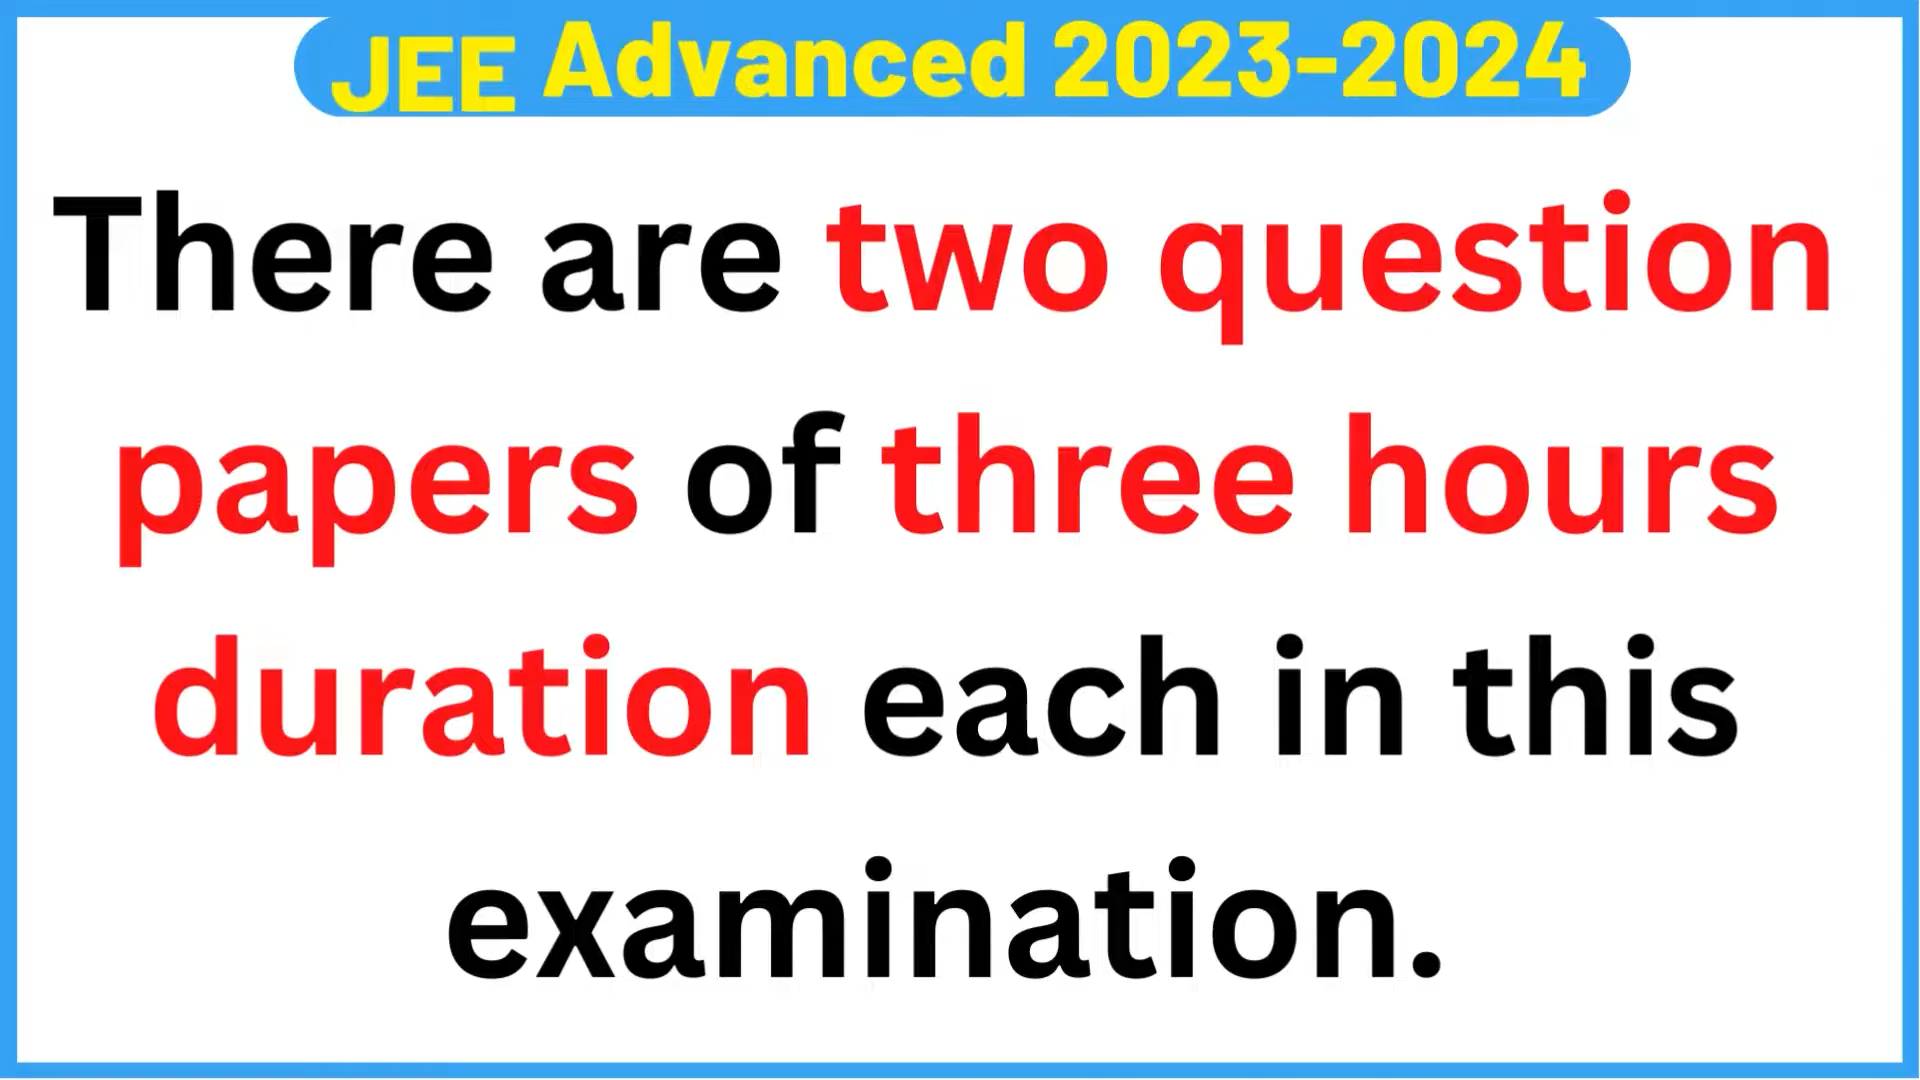 JEE Advanced 2023-2024
There are two question
papers of three hours
duration each in this
examination.